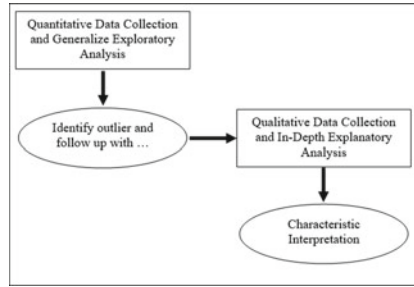 Quantitative Data Collection
and Generalize Exploratory
Analysis
Identify outlier and
follow up with ...
Qualitative Data Collection
and In-Depth Explanatory
Analysis
Characteristic
Interpretation